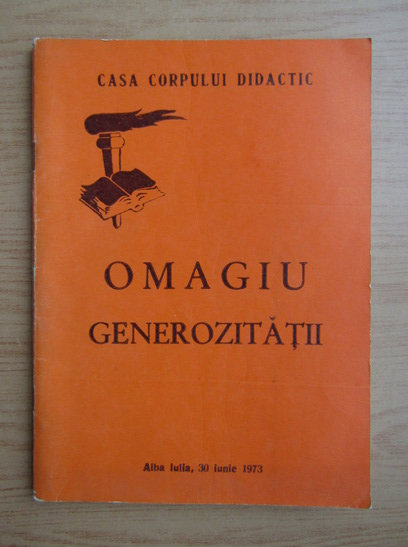 CASA CORPULUI DIDACTIC
OMAGIU
GENEROZITĂŢII
Alba Iulia, 30 iunie 1973